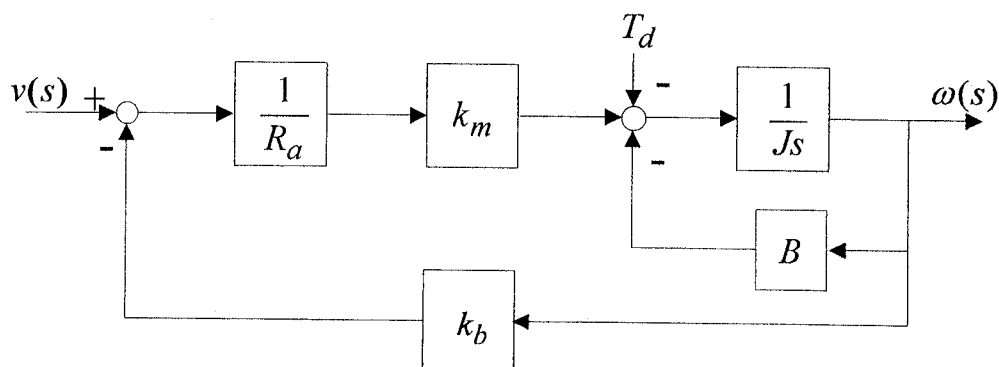 T_d
v(s) + 
-
1
R_a
k_m
-
-
1
Js
ω(s)
B
k_b